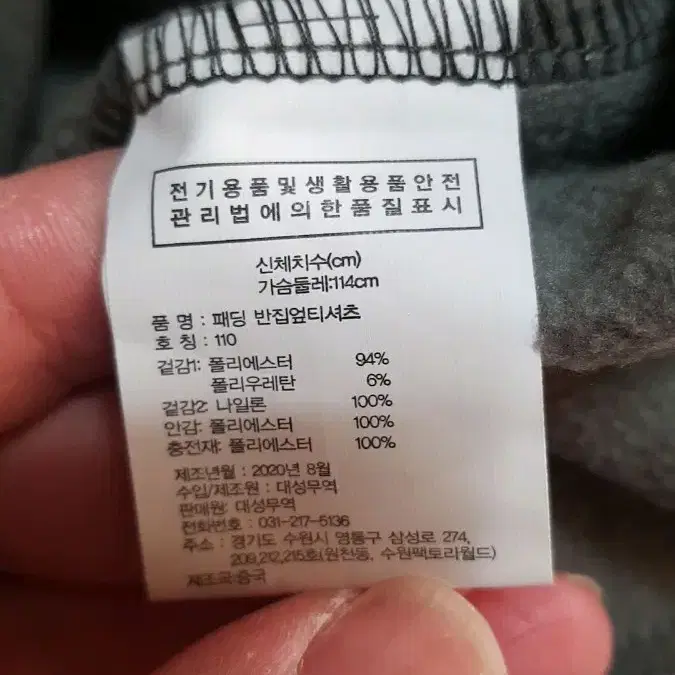 전기용품및생활용품안전
관리법에의한품질표시
신체치수(cm)
가슴둘레:114cm
품 명 : 패딩 반집엎티셔츠
호 칭 : 110
겉감1: 폴리에스터 94%
폴리우레탄 6%
겉감2: 나일론 100%
안감: 폴리에스터 100%
충전재: 폴리에스터 100%
제조년월 : 2020년 8월
수입/제조원 : 대성무역
판매원: 대성무역
전화번호 : 031-217-5136
주소 : 경기도 수원시 영통구 삼성로 274,
209,212,215호(원천동, 수원팩토리월드)
제조국:중국